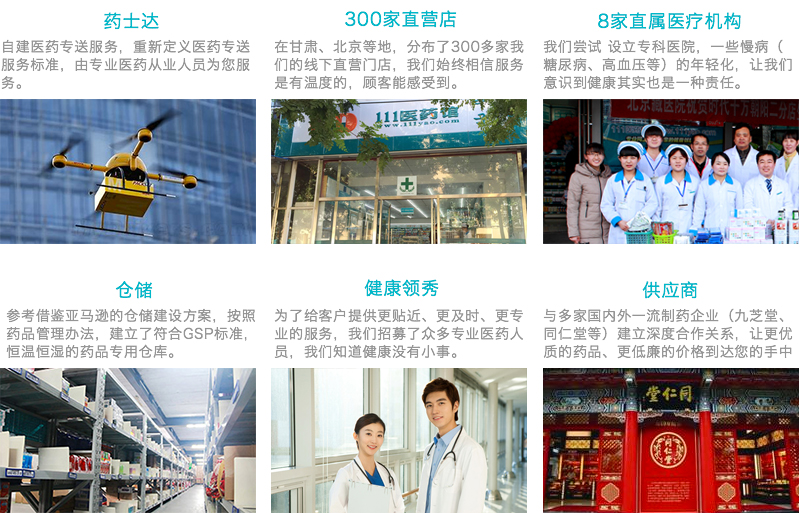 药士达
自建医药专送服务，重新定义医药专送
服务标准，由专业医药从业人员为您服
务。
300家直营店
在甘肃、北京等地，分布了300多家我
们的线下直营门店，我们始终相信服务
是有温度的，顾客能感受到。
8家直属医疗机构
我们尝试 设立专科医院，一些慢病（
糖尿病、高血压等）的年轻化，让我们
意识到健康其实也是一种责任。
111医药馆
www.111yao.com
仓储
参考借鉴亚马逊的仓储建设方案，按照
药品管理办法，建立了符合GSP标准，
恒温恒湿的药品专用仓库。
健康领秀
为了给客户提供更贴近、更及时、更专
业的服务，我们招募了众多专业医药人
员，我们知道健康没有小事。
供应商
与多家国内外一流制药企业（九芝堂、
同仁堂等）建立深度合作关系，让更优
质的药品、更低廉的价格到达您的手中
堂仁同
同仁堂